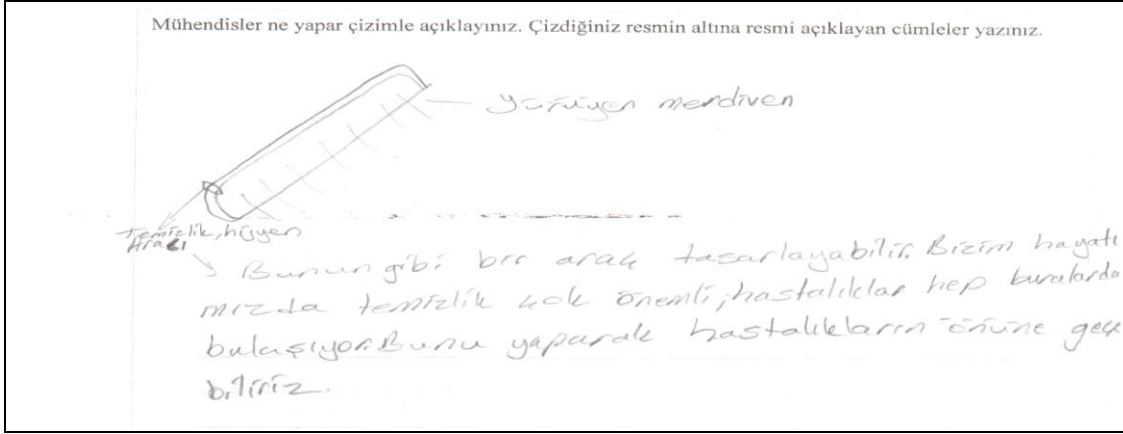 Mühendisler ne yapar çizimle açıklayınız. Çizdiğiniz resmin altına resmi açıklayan cümleler yazınız.
yürüyen merdiven
Temizlik, hijyen
Aracı
Bunun gibi bir araç tasarlayabilir. Bizim hayatı
mızda temizlik çok önemli, hastalıklar hep buralarda
bulaşıyor. Bunu yaparak hastalıkların önüne geçe
biliriz.